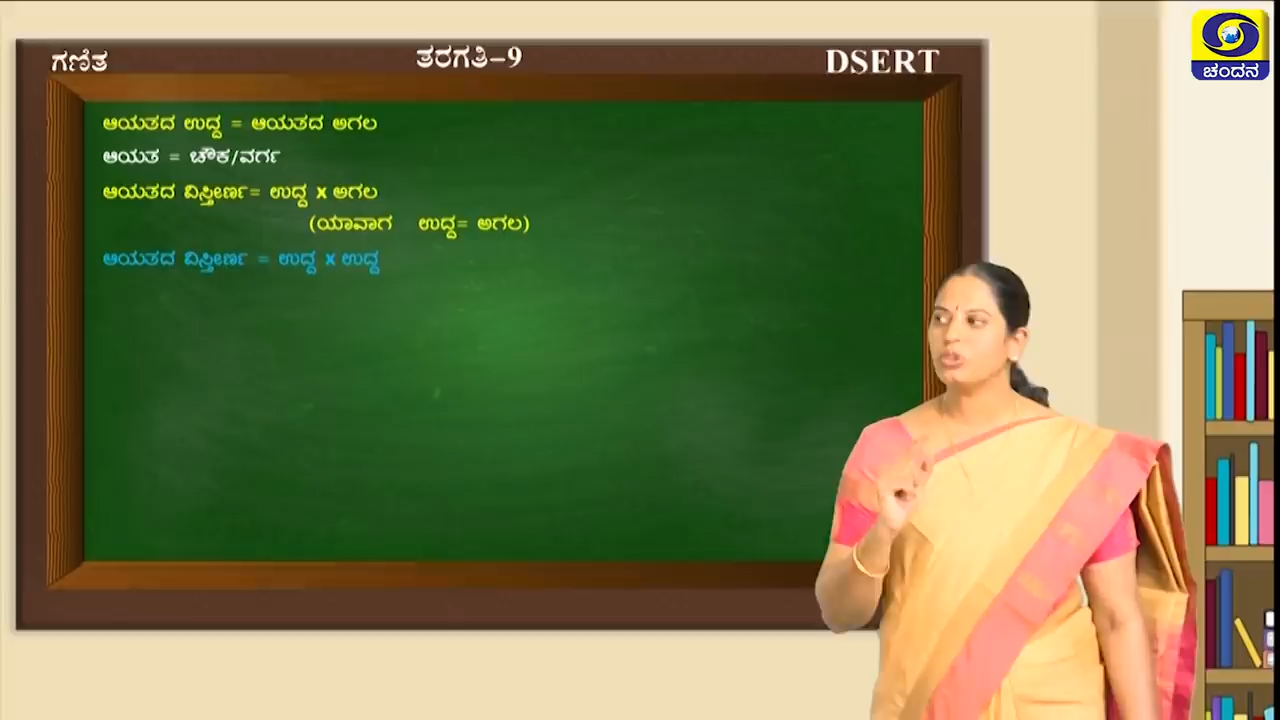 ಗಣಿತ
ತರಗತಿ-9
DSERT
ಚಂದನ
ಆಯತದ ಉದ್ದ = ಆಯತದ ಅಗಲ
ಆಯತ = ಚೌಕ/ವರ್ಗ
ಆಯತದ ವಿಸ್ತೀರ್ಣ= ಉದ್ದ x ಅಗಲ
(ಯಾವಾಗ ಉದ್ದ= ಅಗಲ)
ಆಯತದ ವಿಸ್ತೀರ್ಣ = ಉದ್ದ x ಉದ್ದ